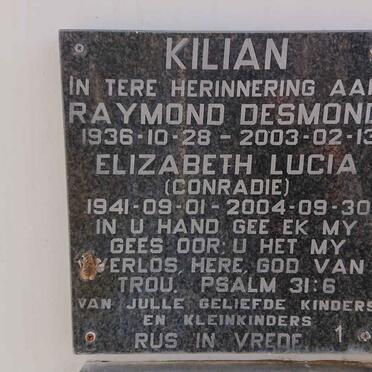 KILIAN
IN TERE HERINNERING AAN
RAYMOND DESMOND
1936-10-28 - 2003-02-13
ELIZABETH LUCIA
(CONRADIE)
1941-09-01 - 2004-09-30
IN U HAND GEE EK MY
GEES OOR; U HET MY
VERLOS, HERE, GOD VAN
TROU. PSALM 31:6
VAN JULLE GELIEFDE KINDERS
EN KLEINKINDERS
RUS IN VREDE 1